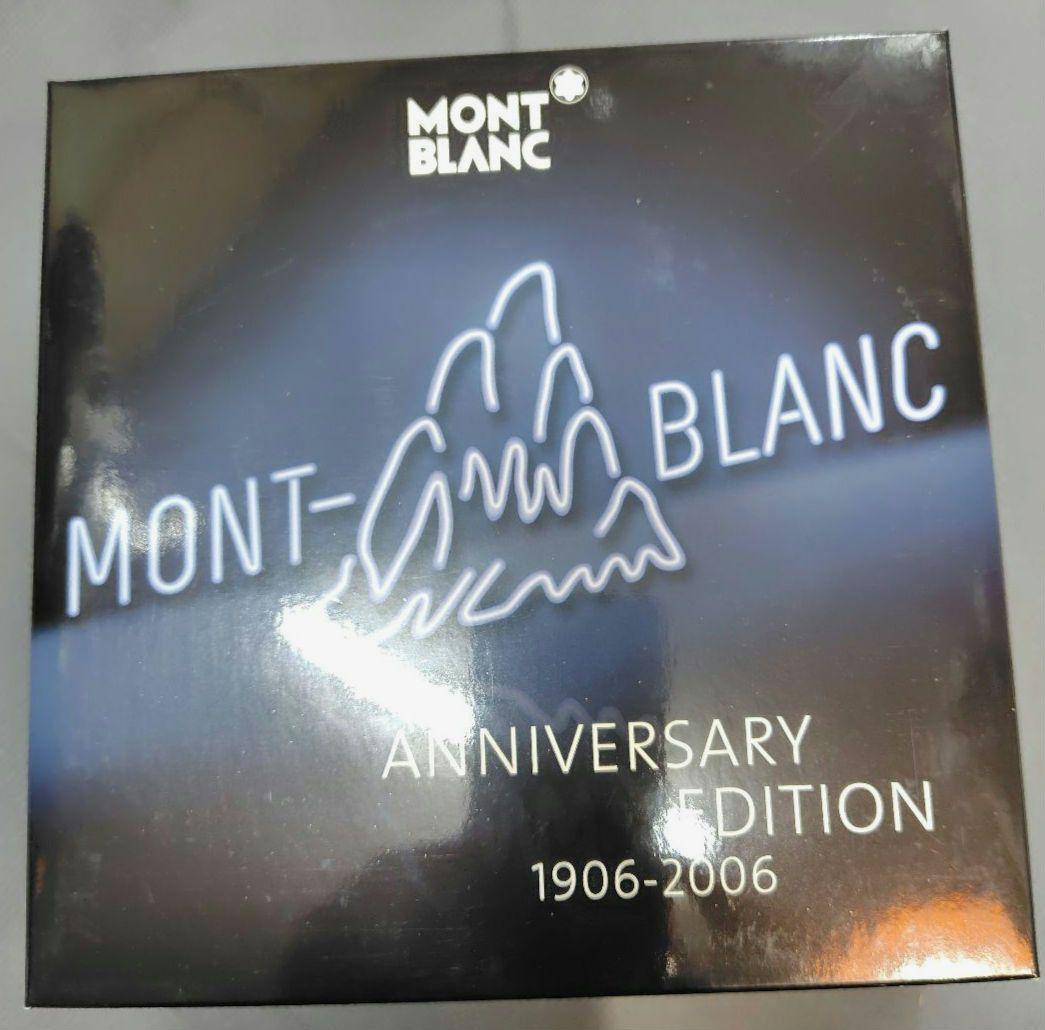 MONT
BLANC
MONT-BLANC
ANNIVERSARY
EDITION
1906-2006